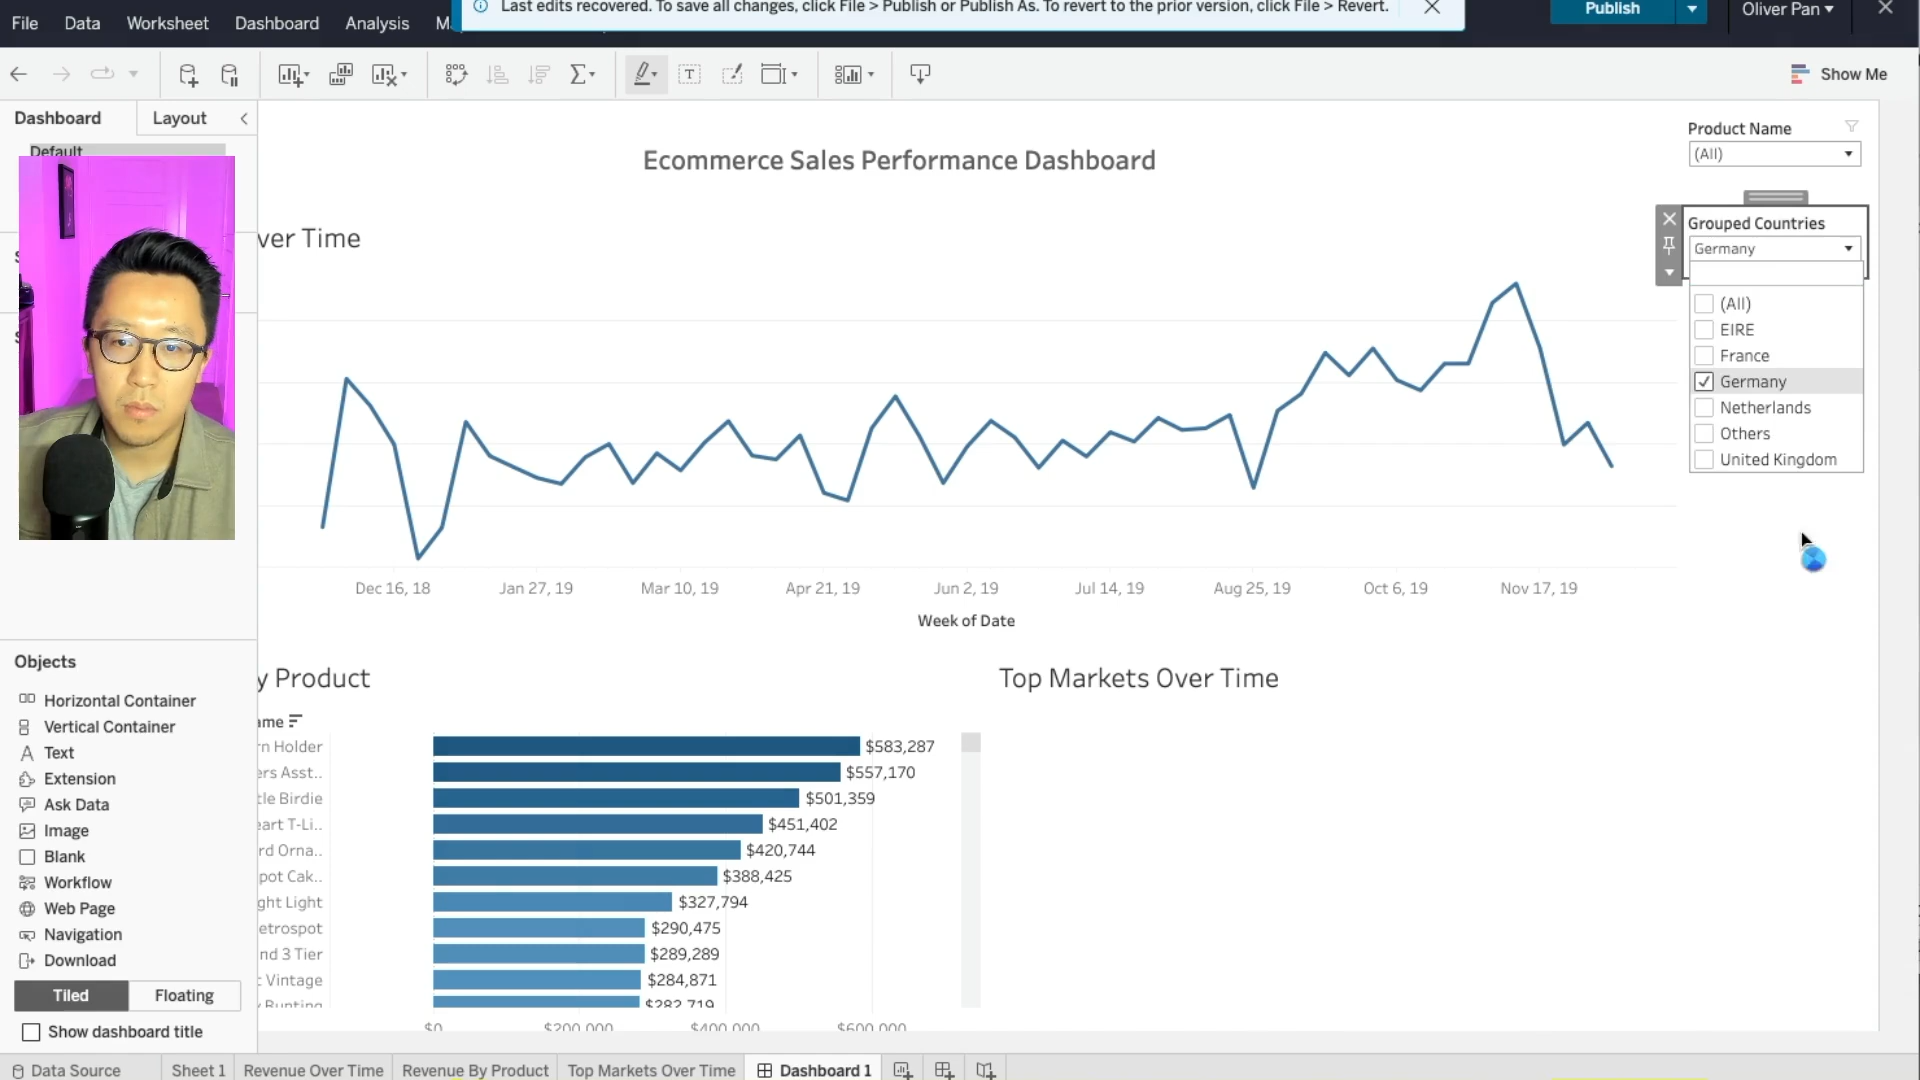 Last edits recovered. To save all changes, click File > Publish or Publish As. To revert to the prior version, click File > Revert.
Publish
Oliver Pan
File
Data
Worksheet
Dashboard
Analysis
Show Me
Dashboard
Layout
Default
Ecommerce Sales Performance Dashboard
Product Name
(All)
ver Time
Grouped Countries
Germany
(All)
EIRE
France
Germany
Netherlands
Others
United Kingdom
Dec 16, 18
Jan 27, 19
Mar 10, 19
Apr 21, 19
Jun 2, 19
Jul 14, 19
Aug 25, 19
Oct 6, 19
Nov 17, 19
Week of Date
Objects
Horizontal Container
Vertical Container
Text
Extension
Ask Data
Image
Blank
Workflow
Web Page
Navigation
Download
Tiled
Floating
Show dashboard title
y Product
ame
rn Holder $583,287
ers Asst.. $557,170
tle Birdie $501,359
eart T-Li.. $451,402
rd Orna.. $420,744
pot Cak.. $388,425
ght Light $327,794
etrospot $290,475
nd 3 Tier $289,289
t Vintage $284,871
Bunting $282,719
$0 $200,000 $400,000 $600,000
Top Markets Over Time
Data Source
Sheet 1
Revenue Over Time
Revenue By Product
Top Markets Over Time
Dashboard 1